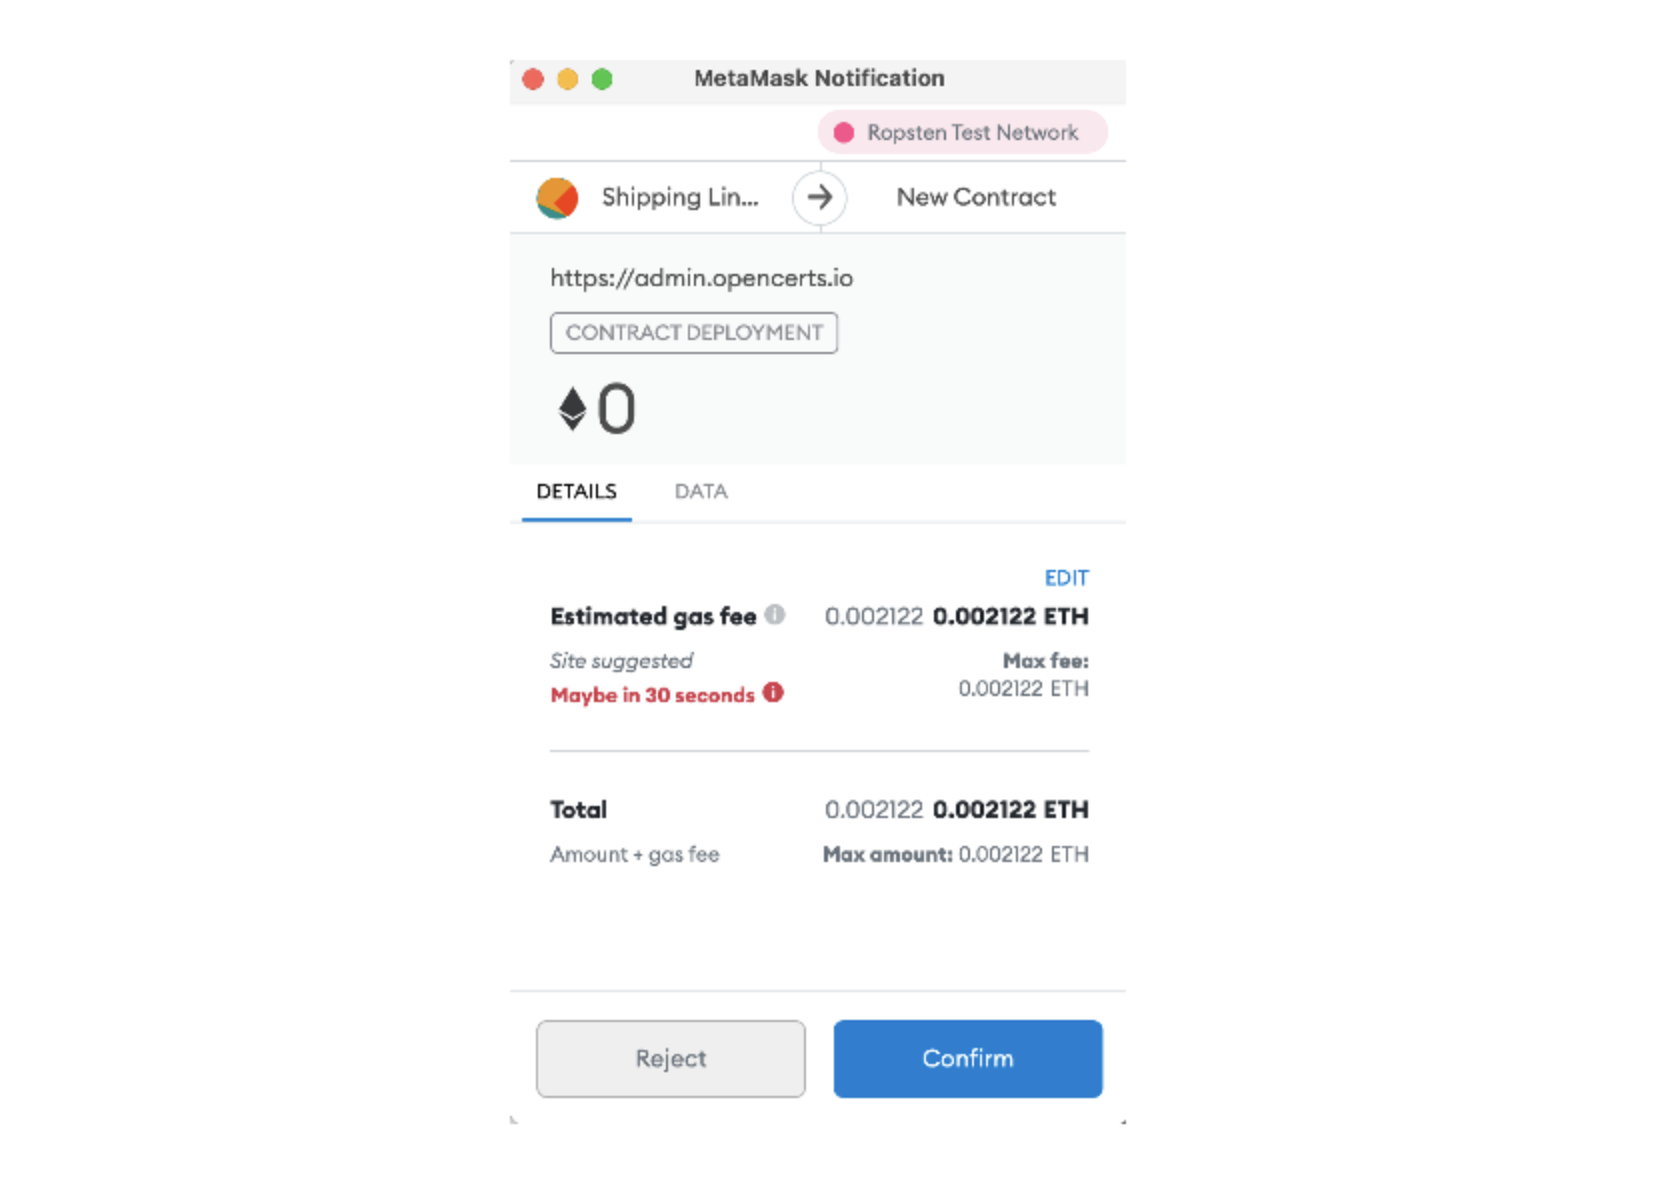 MetaMask Notification
Ropsten Test Network
Shipping Lin... New Contract
https://admin.opencerts.io
CONTRACT DEPLOYMENT
0
DETAILS DATA
EDIT
Estimated gas fee 0.002122 0.002122 ETH
Site suggested Max fee:
Maybe in 30 seconds 0.002122 ETH
Total 0.002122 0.002122 ETH
Amount + gas fee Max amount: 0.002122 ETH
Reject Confirm